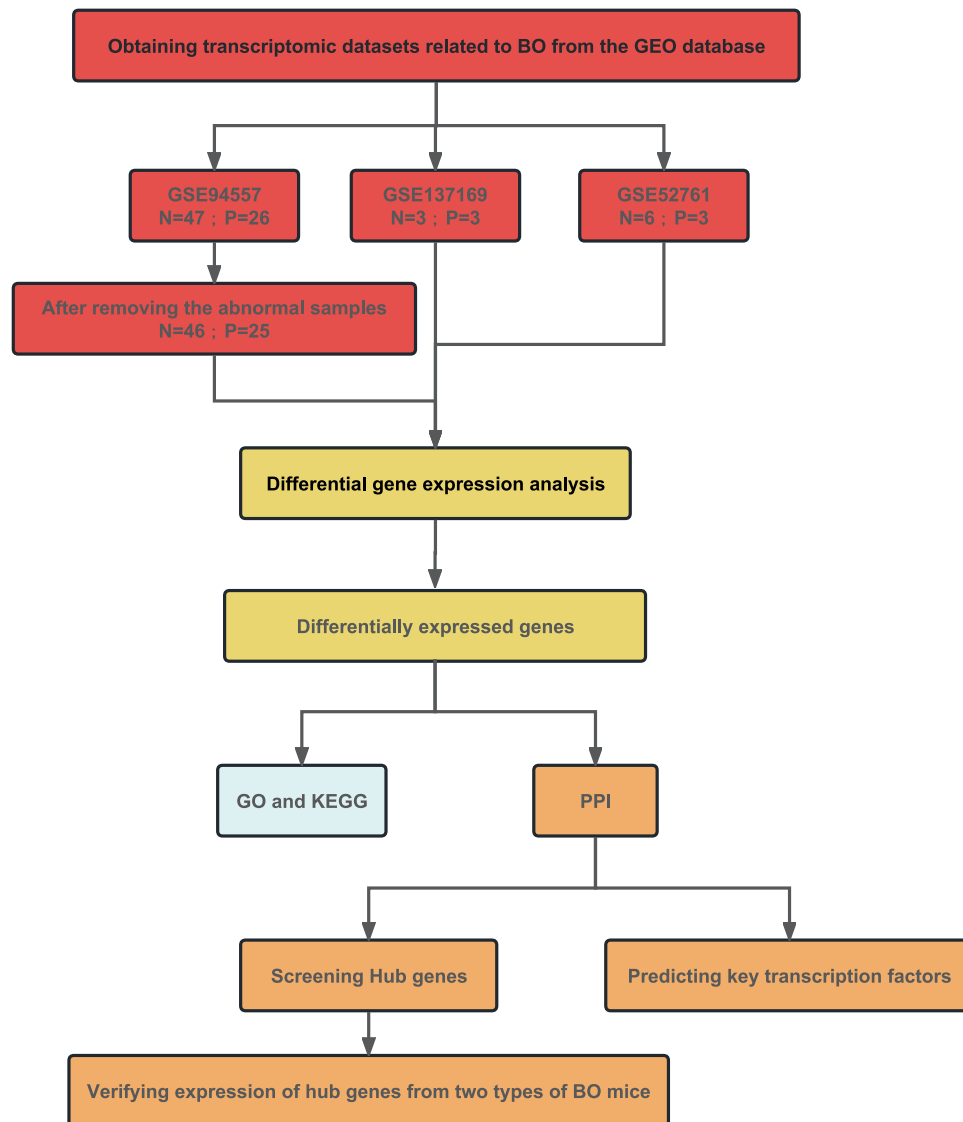 Obtaining transcriptomic datasets related to BO from the GEO database
GSE94557
N=47 ; P=26
GSE137169
N=3 ; P=3
GSE52761
N=6 ; P=3
After removing the abnormal samples
N=46 ; P=25
Differential gene expression analysis
Differentially expressed genes
GO and KEGG
PPI
Screening Hub genes
Predicting key transcription factors
Verifying expression of hub genes from two types of BO mice